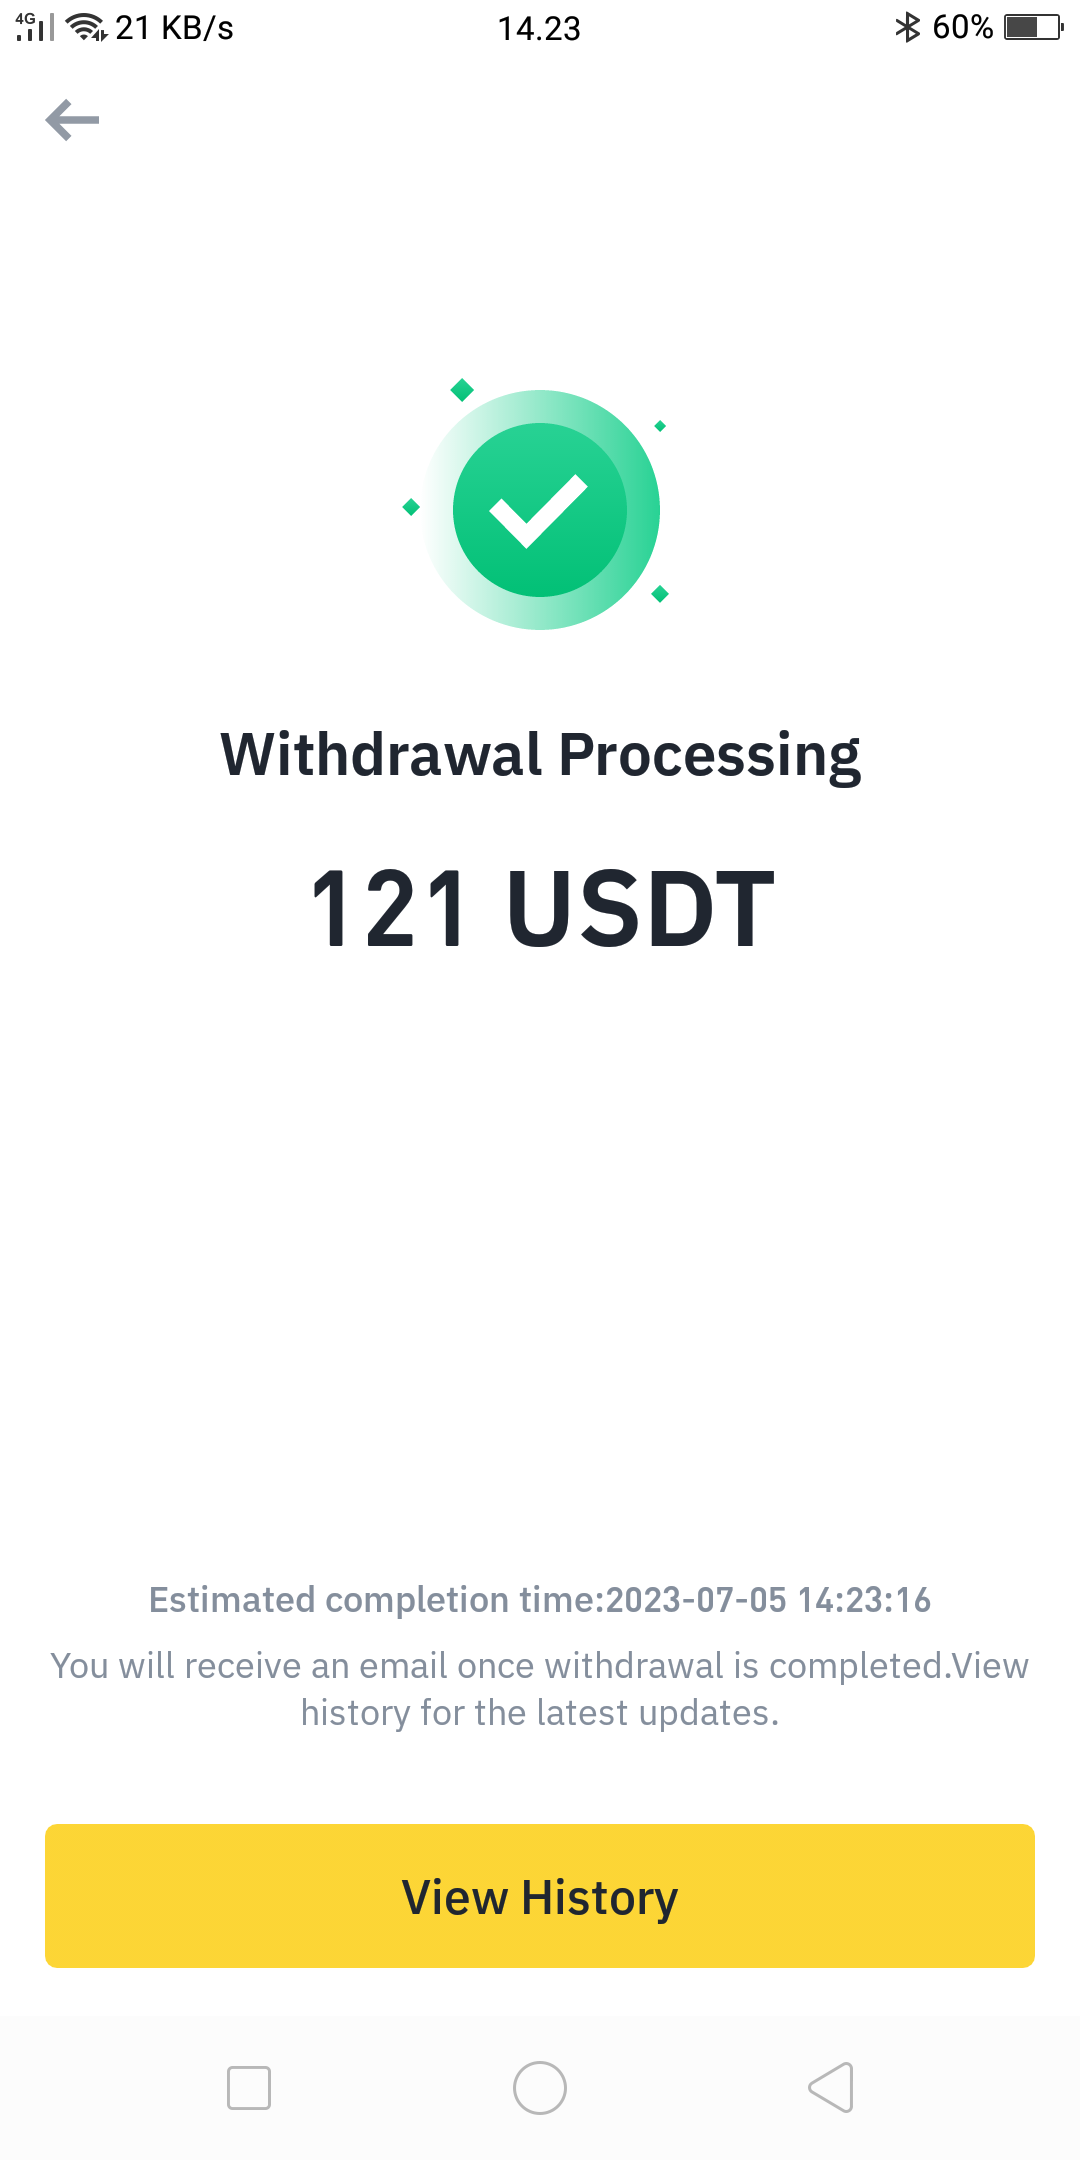 4G 21 KB/s 14.23 60%
Withdrawal Processing
121 USDT
Estimated completion time:2023-07-05 14:23:16
You will receive an email once withdrawal is completed.View
history for the latest updates.
View History